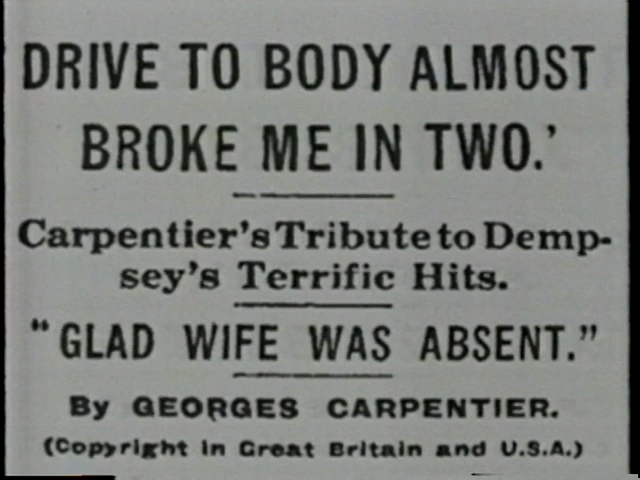 DRIVE TO BODY ALMOST
BROKE ME IN TWO.'
Carpentier's Tribute to Demp-
sey's Terrific Hits.
"GLAD WIFE WAS ABSENT."
By GEORGES CARPENTIER.
(Copyright in Great Britain and U.S.A.)